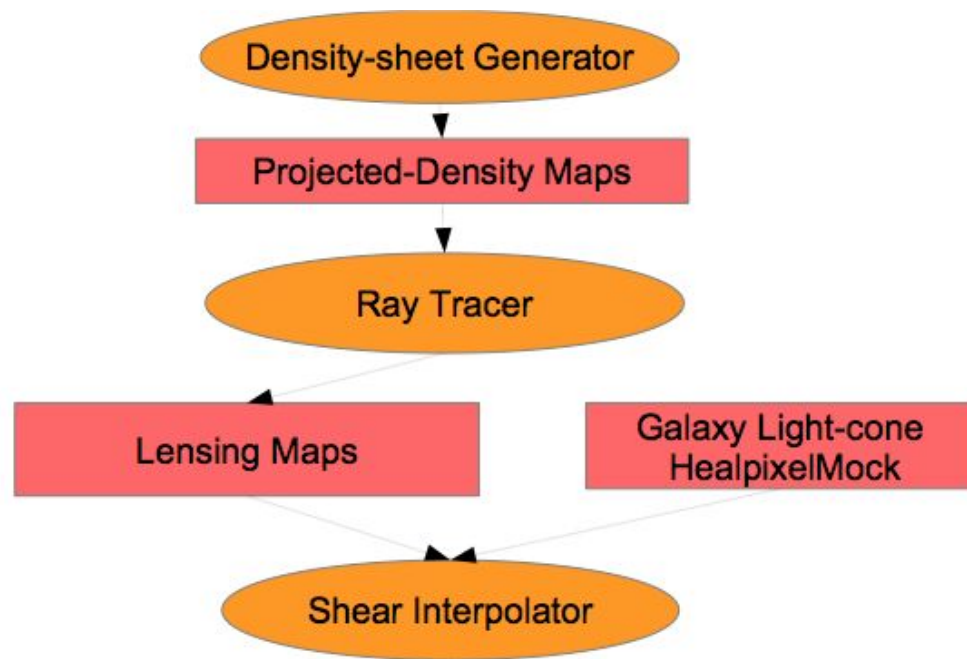 Density-sheet Generator
Projected-Density Maps
Ray Tracer
Lensing Maps
Galaxy Light-cone
HealpixelMock
Shear Interpolator